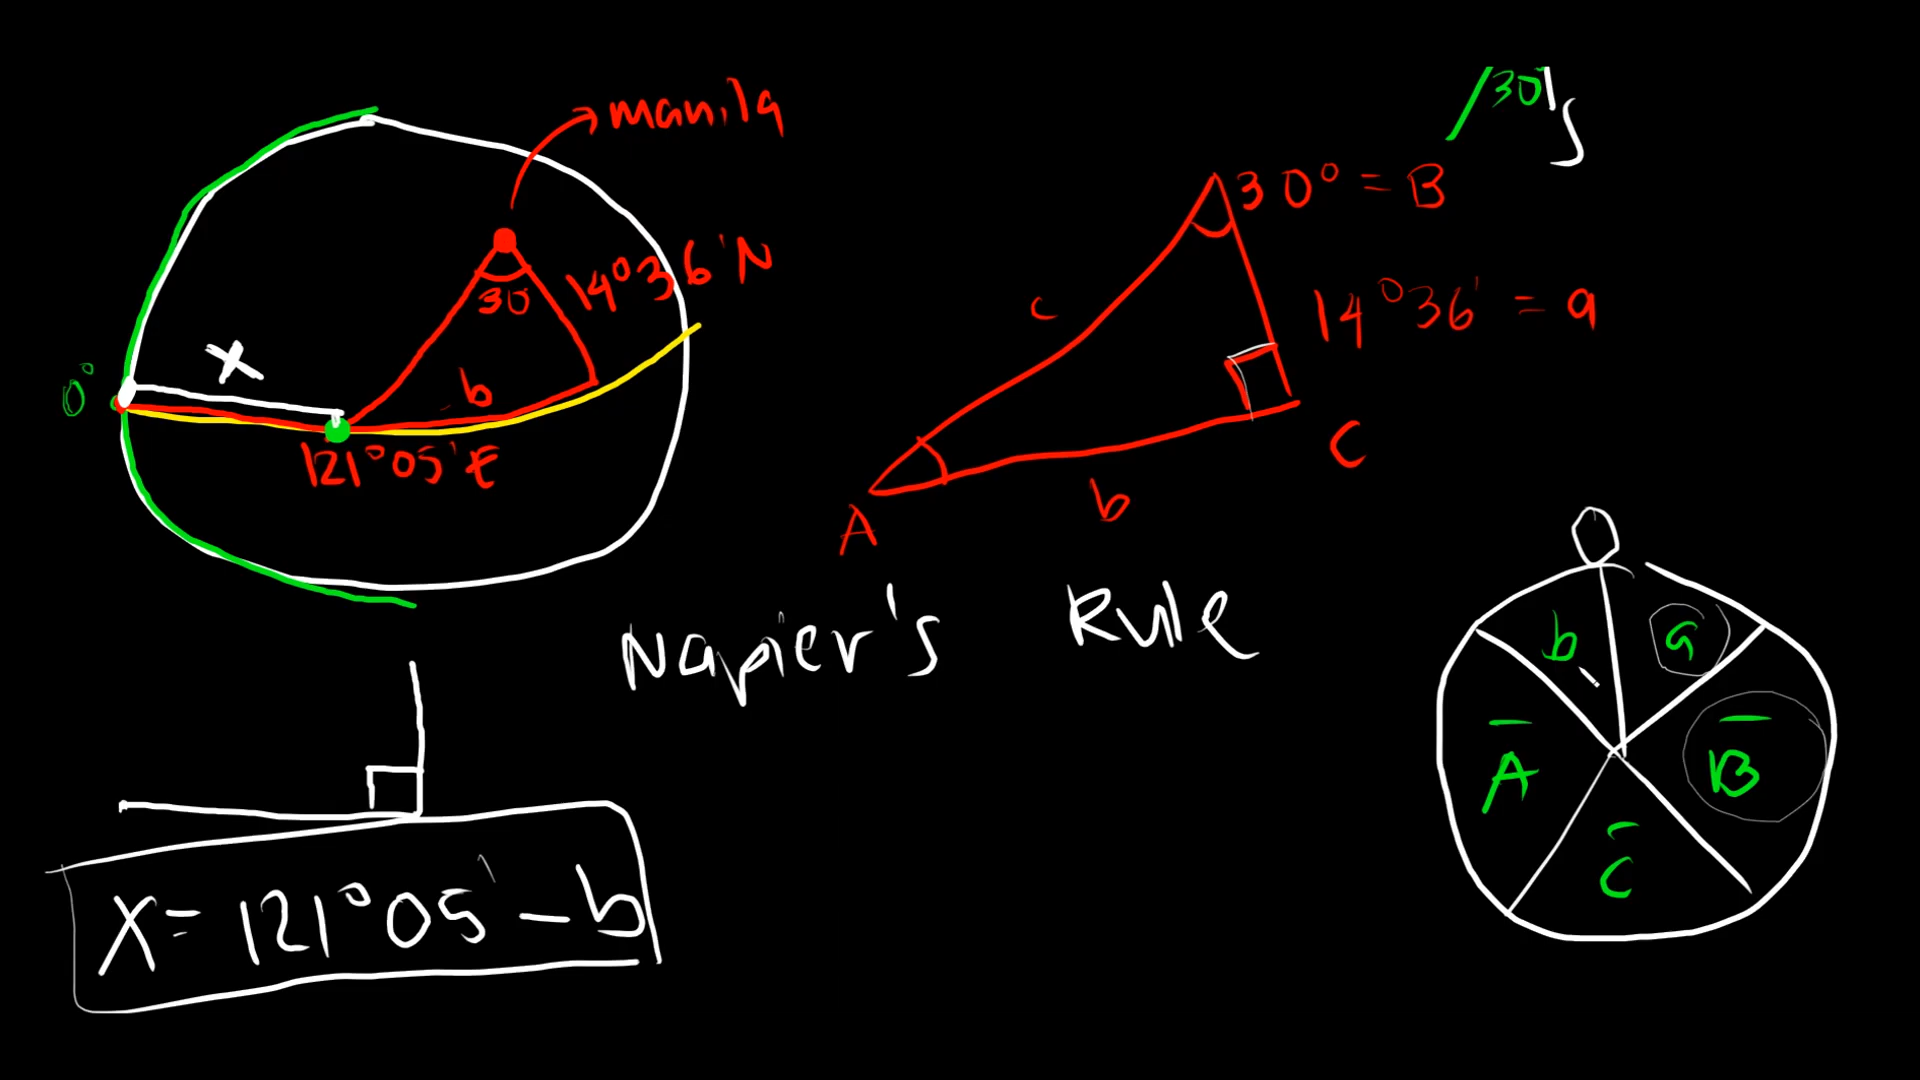 manila
30°
S
30° = B
14°36'N
30
c
14°36' = a
x
0°
b
121°05'E
C
b
A
Napier's Rule
b
a
A̅
B̅
C̅
X = 121°05' - b